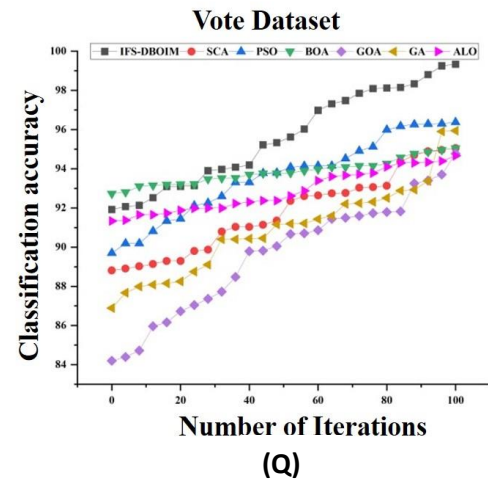 Vote Dataset
IFS-DBOIM SCA PSO BOA GOA GA ALO
100
98
96
94
92
90
88
86
84
Classification accuracy
0 20 40 60 80 100
Number of Iterations
(Q)